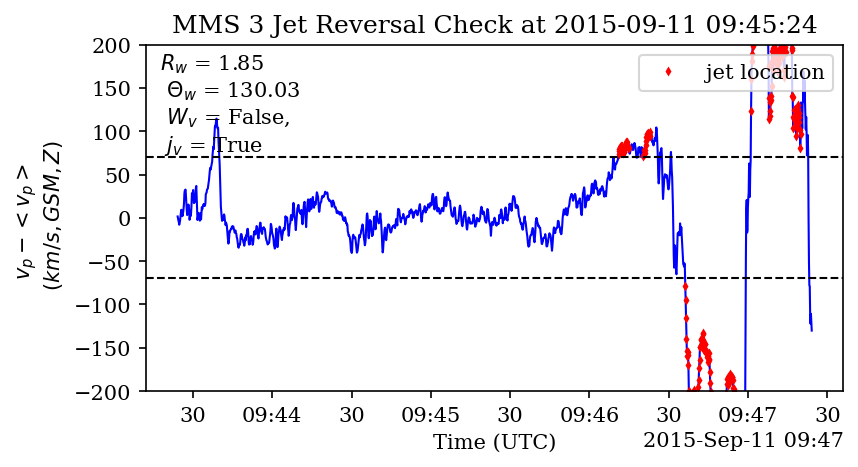 MMS 3 Jet Reversal Check at 2015-09-11 09:45:24
R_w = 1.85
Θ_w = 130.03
W_v = False,
j_v = True
jet location
200
150
100
50
0
−50
−100
−150
−200
v_p − < v_p >
(km/s, GSM, Z)
30 09:44 30 09:45 30 09:46 30 09:47 30
Time (UTC)
2015-Sep-11 09:47